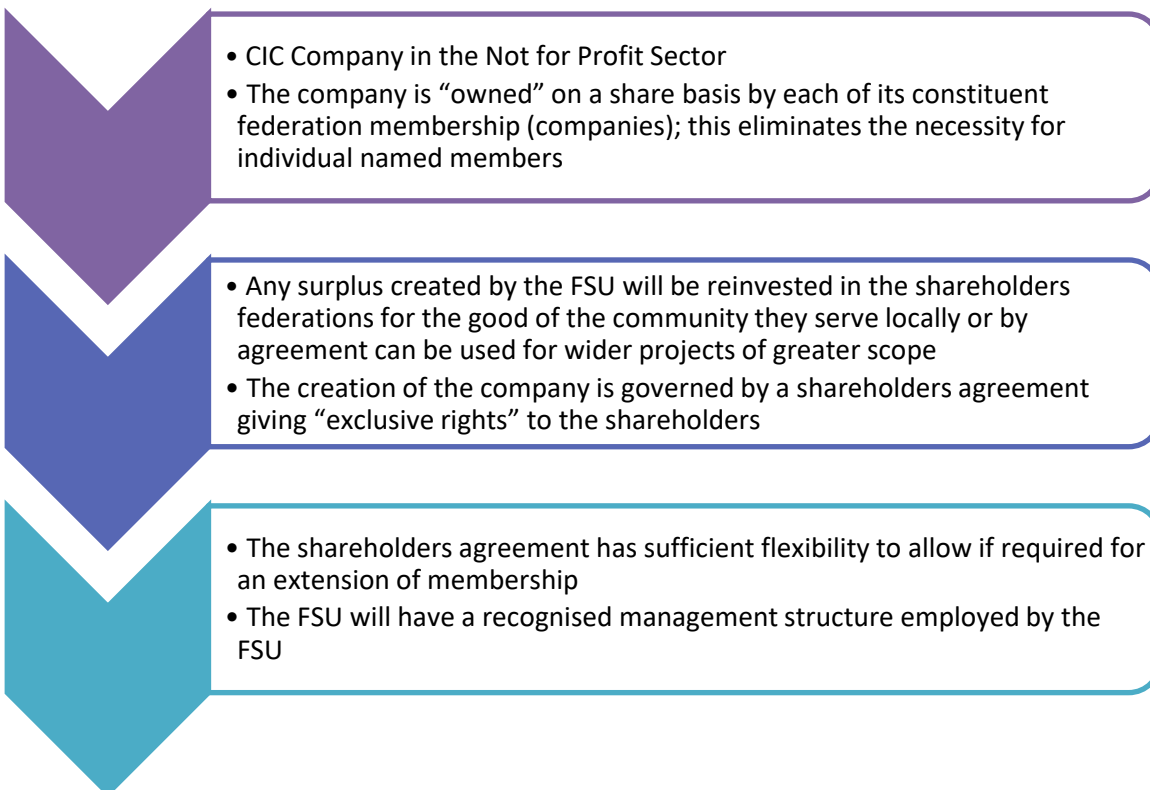 • CIC Company in the Not for Profit Sector
• The company is “owned” on a share basis by each of its constituent
federation membership (companies); this eliminates the necessity for
individual named members
• Any surplus created by the FSU will be reinvested in the shareholders
federations for the good of the community they serve locally or by
agreement can be used for wider projects of greater scope
• The creation of the company is governed by a shareholders agreement
giving “exclusive rights” to the shareholders
• The shareholders agreement has sufficient flexibility to allow if required for
an extension of membership
• The FSU will have a recognised management structure employed by the
FSU